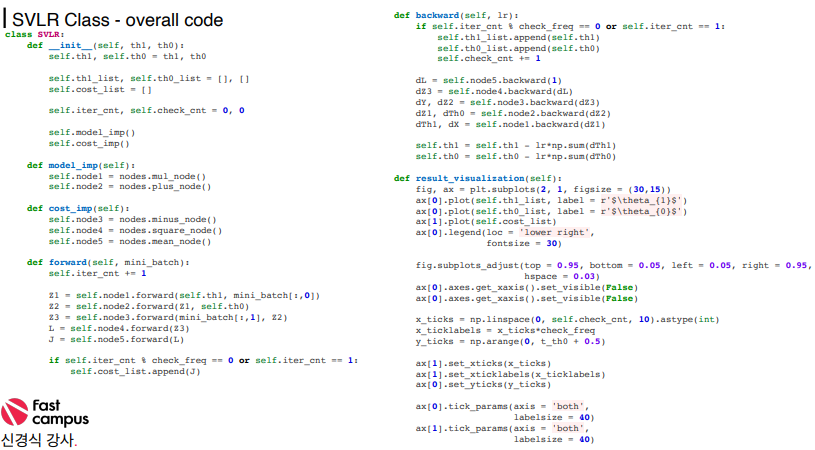 SVLR Class - overall code
class SVLR:
    def __init__(self, th1, th0):
        self.th1, self.th0 = th1, th0

        self.th1_list, self.th0_list = [], []
        self.cost_list = []

        self.iter_cnt, self.check_cnt = 0, 0

        self.model_imp()
        self.cost_imp()

    def model_imp(self):
        self.node1 = nodes.mul_node()
        self.node2 = nodes.plus_node()

    def cost_imp(self):
        self.node3 = nodes.minus_node()
        self.node4 = nodes.square_node()
        self.node5 = nodes.mean_node()

    def forward(self, mini_batch):
        self.iter_cnt += 1

        Z1 = self.node1.forward(self.th1, mini_batch[:,0])
        Z2 = self.node2.forward(Z1, self.th0)
        Z3 = self.node3.forward(mini_batch[:,1], Z2)
        L = self.node4.forward(Z3)
        J = self.node5.forward(L)

        if self.iter_cnt % check_freq == 0 or self.iter_cnt == 1:
            self.cost_list.append(J)

    def backward(self, lr):
        if self.iter_cnt % check_freq == 0 or self.iter_cnt == 1:
            self.th1_list.append(self.th1)
            self.th0_list.append(self.th0)
            self.check_cnt += 1

        dL = self.node5.backward(1)
        dZ3 = self.node4.backward(dL)
        dY, dZ2 = self.node3.backward(dZ3)
        dZ1, dTh0 = self.node2.backward(dZ2)
        dTh1, dX = self.node1.backward(dZ1)

        self.th1 = self.th1 - lr*np.sum(dTh1)
        self.th0 = self.th0 - lr*np.sum(dTh0)

    def result_visualization(self):
        fig, ax = plt.subplots(2, 1, figsize = (30,15))
        ax[0].plot(self.th1_list, label = r'$\theta_{1}$')
        ax[0].plot(self.th0_list, label = r'$\theta_{0}$')
        ax[1].plot(self.cost_list)
        ax[0].legend(loc = 'lower right',
                     fontsize = 30)

        fig.subplots_adjust(top = 0.95, bottom = 0.05, left = 0.05, right = 0.95,
                            hspace = 0.03)
        ax[0].axes.get_xaxis().set_visible(False)
        ax[0].axes.get_xaxis().set_visible(False)

        x_ticks = np.linspace(0, self.check_cnt, 10).astype(int)
        x_ticklabels = x_ticks*check_freq
        y_ticks = np.arange(0, t_th0 + 0.5)

        ax[1].set_xticks(x_ticks)
        ax[1].set_xticklabels(x_ticklabels)
        ax[0].set_yticks(y_ticks)

        ax[0].tick_params(axis = 'both',
                          labelsize = 40)
        ax[1].tick_params(axis = 'both',
                          labelsize = 40)
Fast
campus
신경식 강사.